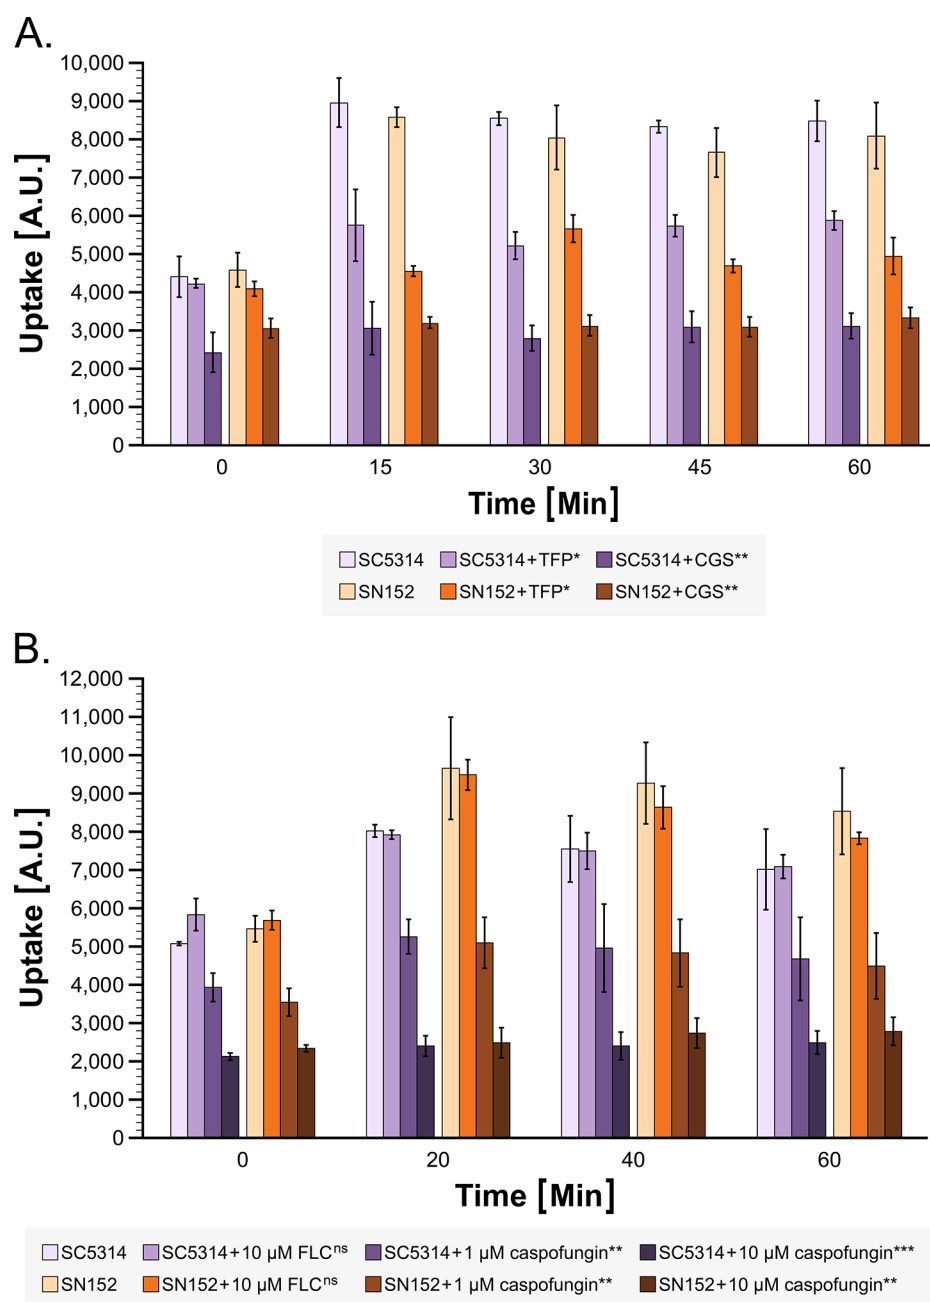 A.
10,000
9,000
8,000
7,000
6,000
5,000
4,000
3,000
2,000
1,000
0
Uptake [A.U.]
0 15 30 45 60
Time [Min]
SC5314 SC5314+TFP* SC5314+CGS**
SN152 SN152+TFP* SN152+CGS**
B.
12,000
11,000
10,000
9,000
8,000
7,000
6,000
5,000
4,000
3,000
2,000
1,000
0
Uptake [A.U.]
0 20 40 60
Time [Min]
SC5314 SC5314+10 µM FLCⁿˢ SC5314+1 µM caspofungin** SC5314+10 µM caspofungin***
SN152 SN152+10 µM FLCⁿˢ SN152+1 µM caspofungin** SN152+10 µM caspofungin**